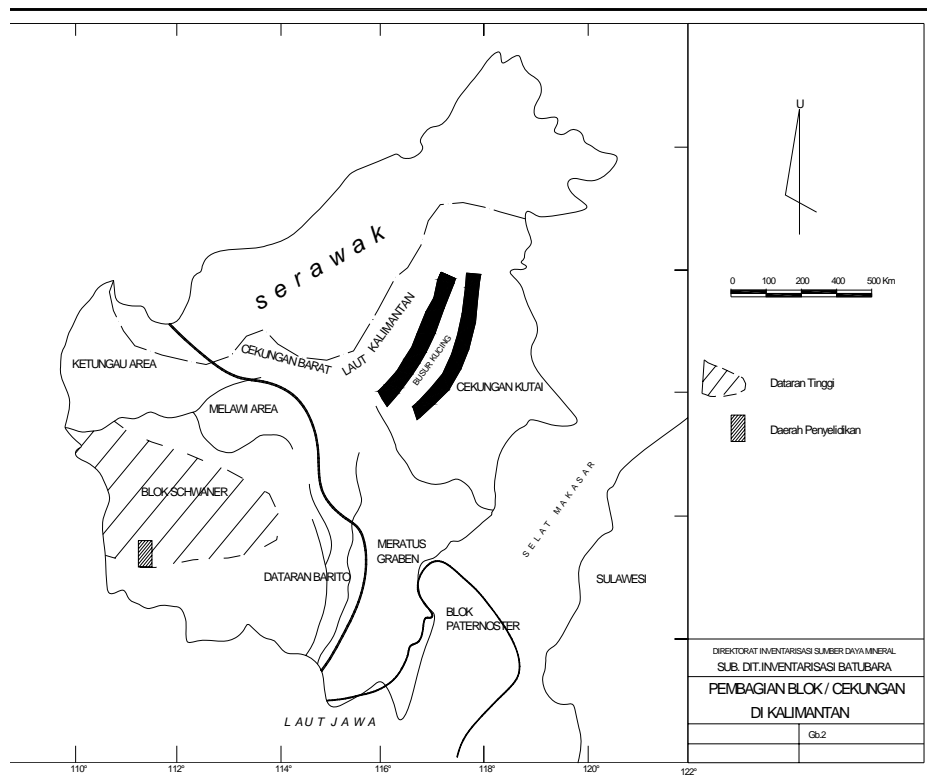 U
serawak
0 100 200 400 500 Km
LAUT KALIMANTAN
CEKUNGAN BARAT
BUSUR KUCING
KETUNGAU AREA
CEKUNGAN KUTAI
Dataran Tinggi
MELAWI AREA
Daerah Penyelidikan
BLOK SCHWANER
SELAT MAKASAR
MERATUS
GRABEN
DATARAN BARITO
SULAWESI
BLOK
PATERNOSTER
LAUT JAWA
DIREKTORAT INVENTARISASI SUMBER DAYA MINERAL
SUB. DIT. INVENTARISASI BATUBARA
PEMBAGIAN BLOK / CEKUNGAN
DI KALIMANTAN
Gb.2
110° 112° 114° 116° 118° 120° 122°